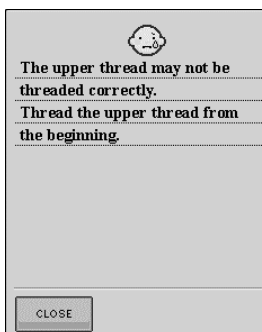 The upper thread may not be
threaded correctly.
Thread the upper thread from
the beginning.
CLOSE